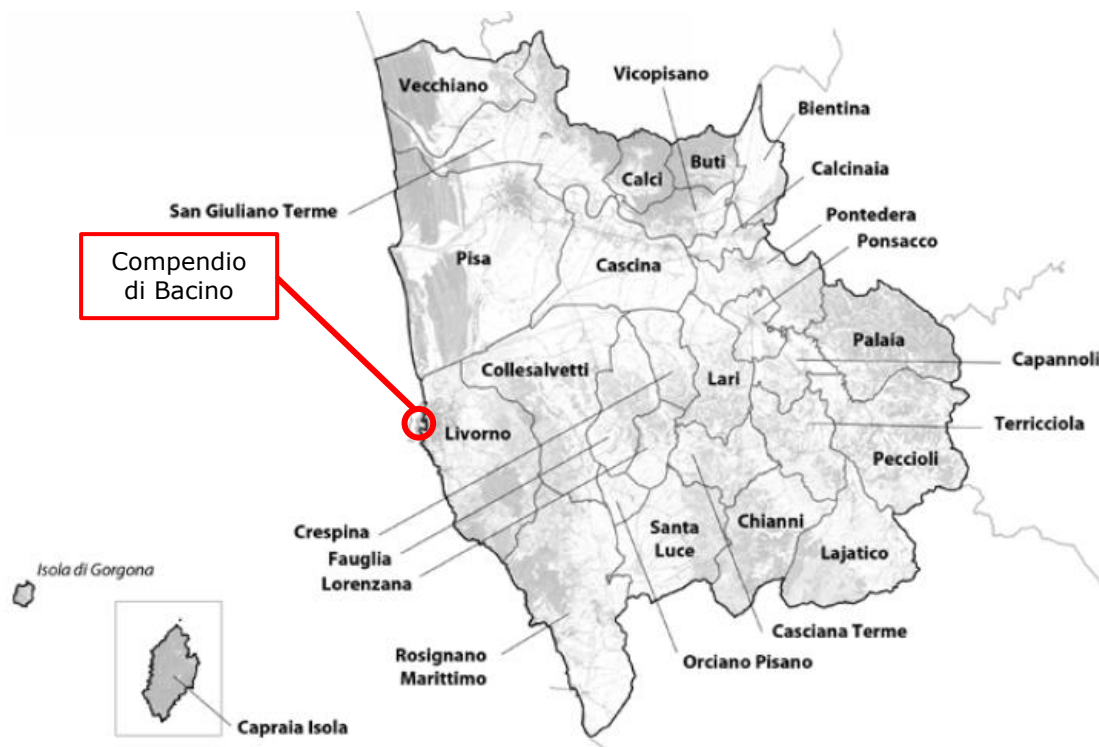 Vecchiano
Vicopisano
Bientina
Buti
Calci
Calcinaia
San Giuliano Terme
Pontedera
Ponsacco
Compendio
di Bacino
Pisa
Cascina
Palaia
Capannoli
Collesalvetti
Lari
Livorno
Terricciola
Peccioli
Crespina
Fauglia
Lorenzana
Santa
Luce
Chianni
Lajatico
Isola di Gorgona
Casciana Terme
Rosignano
Marittimo
Orciano Pisano
Capraia Isola